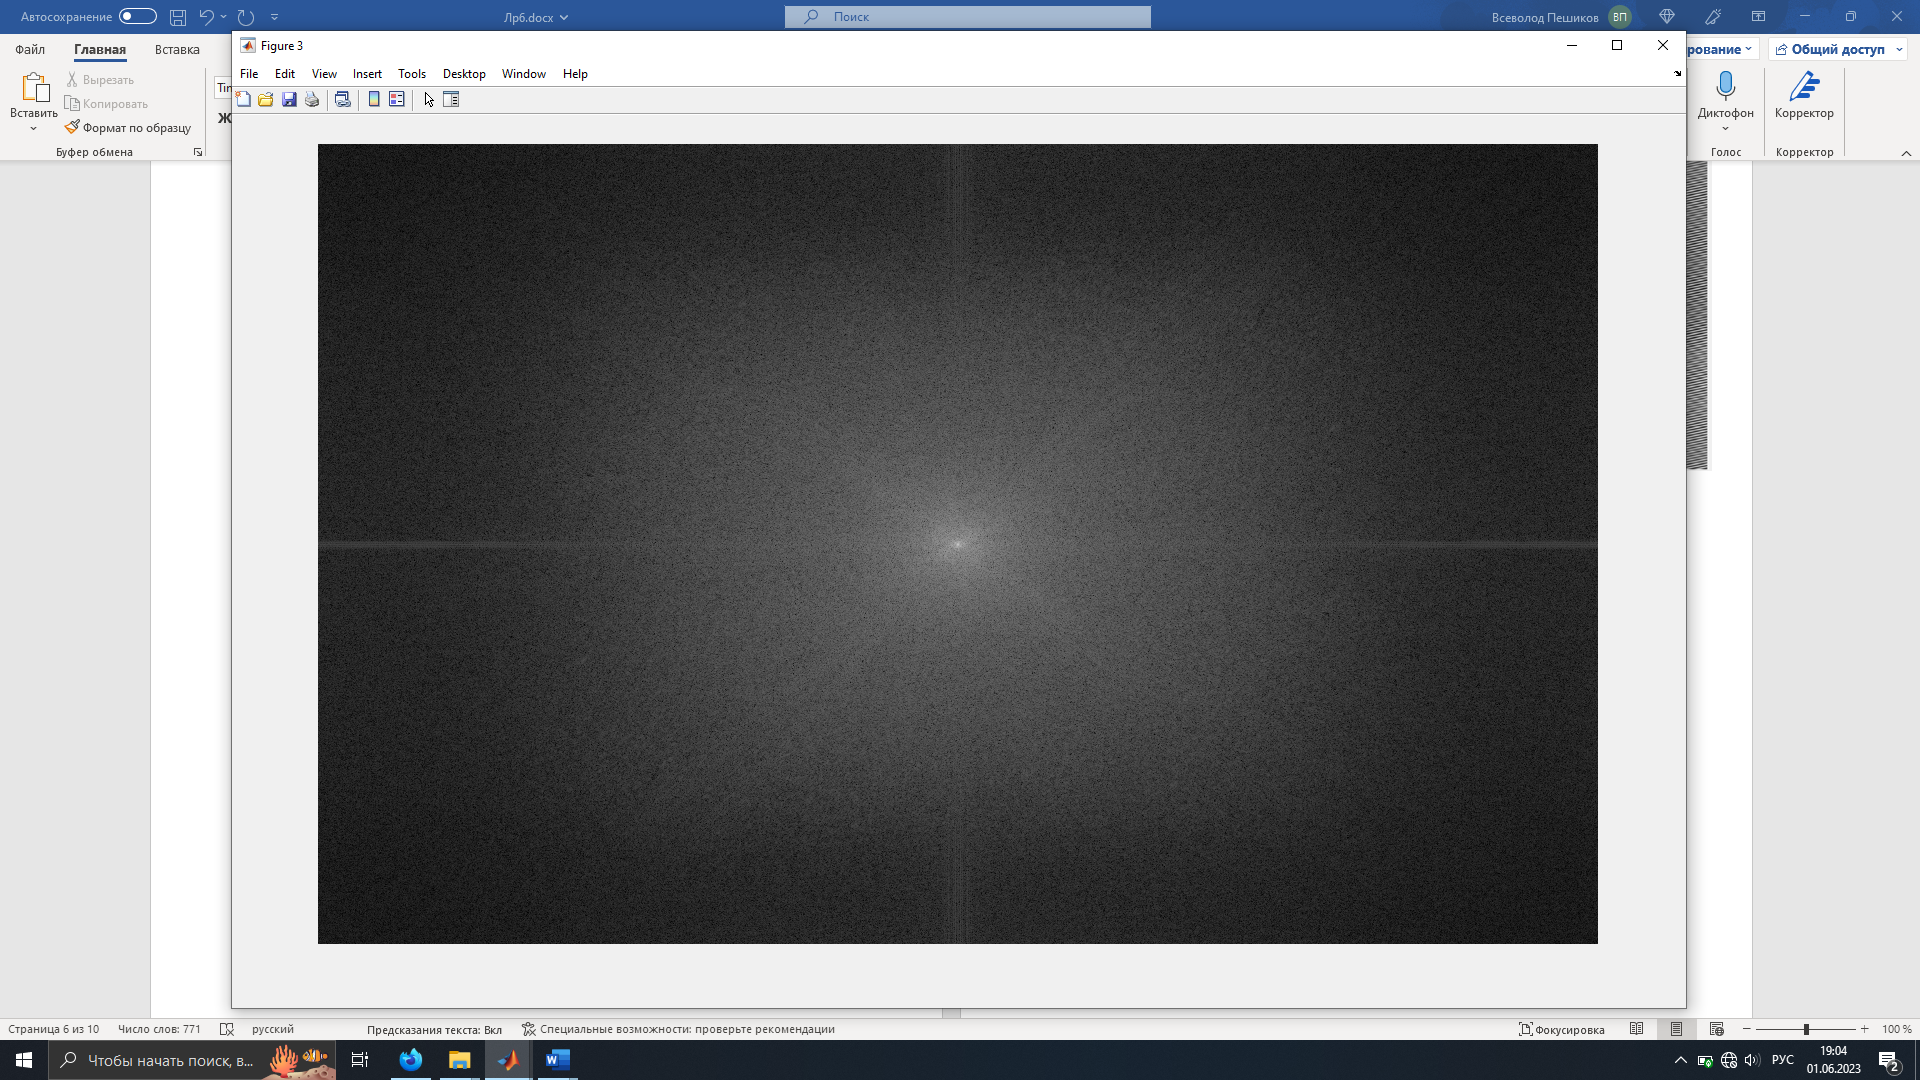 Автосохранение
Лр6.docx
Поиск
Всеволод Пешиков
ВП
Файл
Главная
Вставка
Общий доступ
Вырезать
Копировать
Формат по образцу
Вставить
Буфер обмена
Ж
Диктофон
Корректор
Голос
Корректор
Figure 3
File Edit View Insert Tools Desktop Window Help
Страница 6 из 10
Число слов: 771
русский
Предсказания текста: Вкл
Специальные возможности: проверьте рекомендации
Фокусировка
100 %
Чтобы начать поиск, в...
РУС
19:04
01.06.2023
2